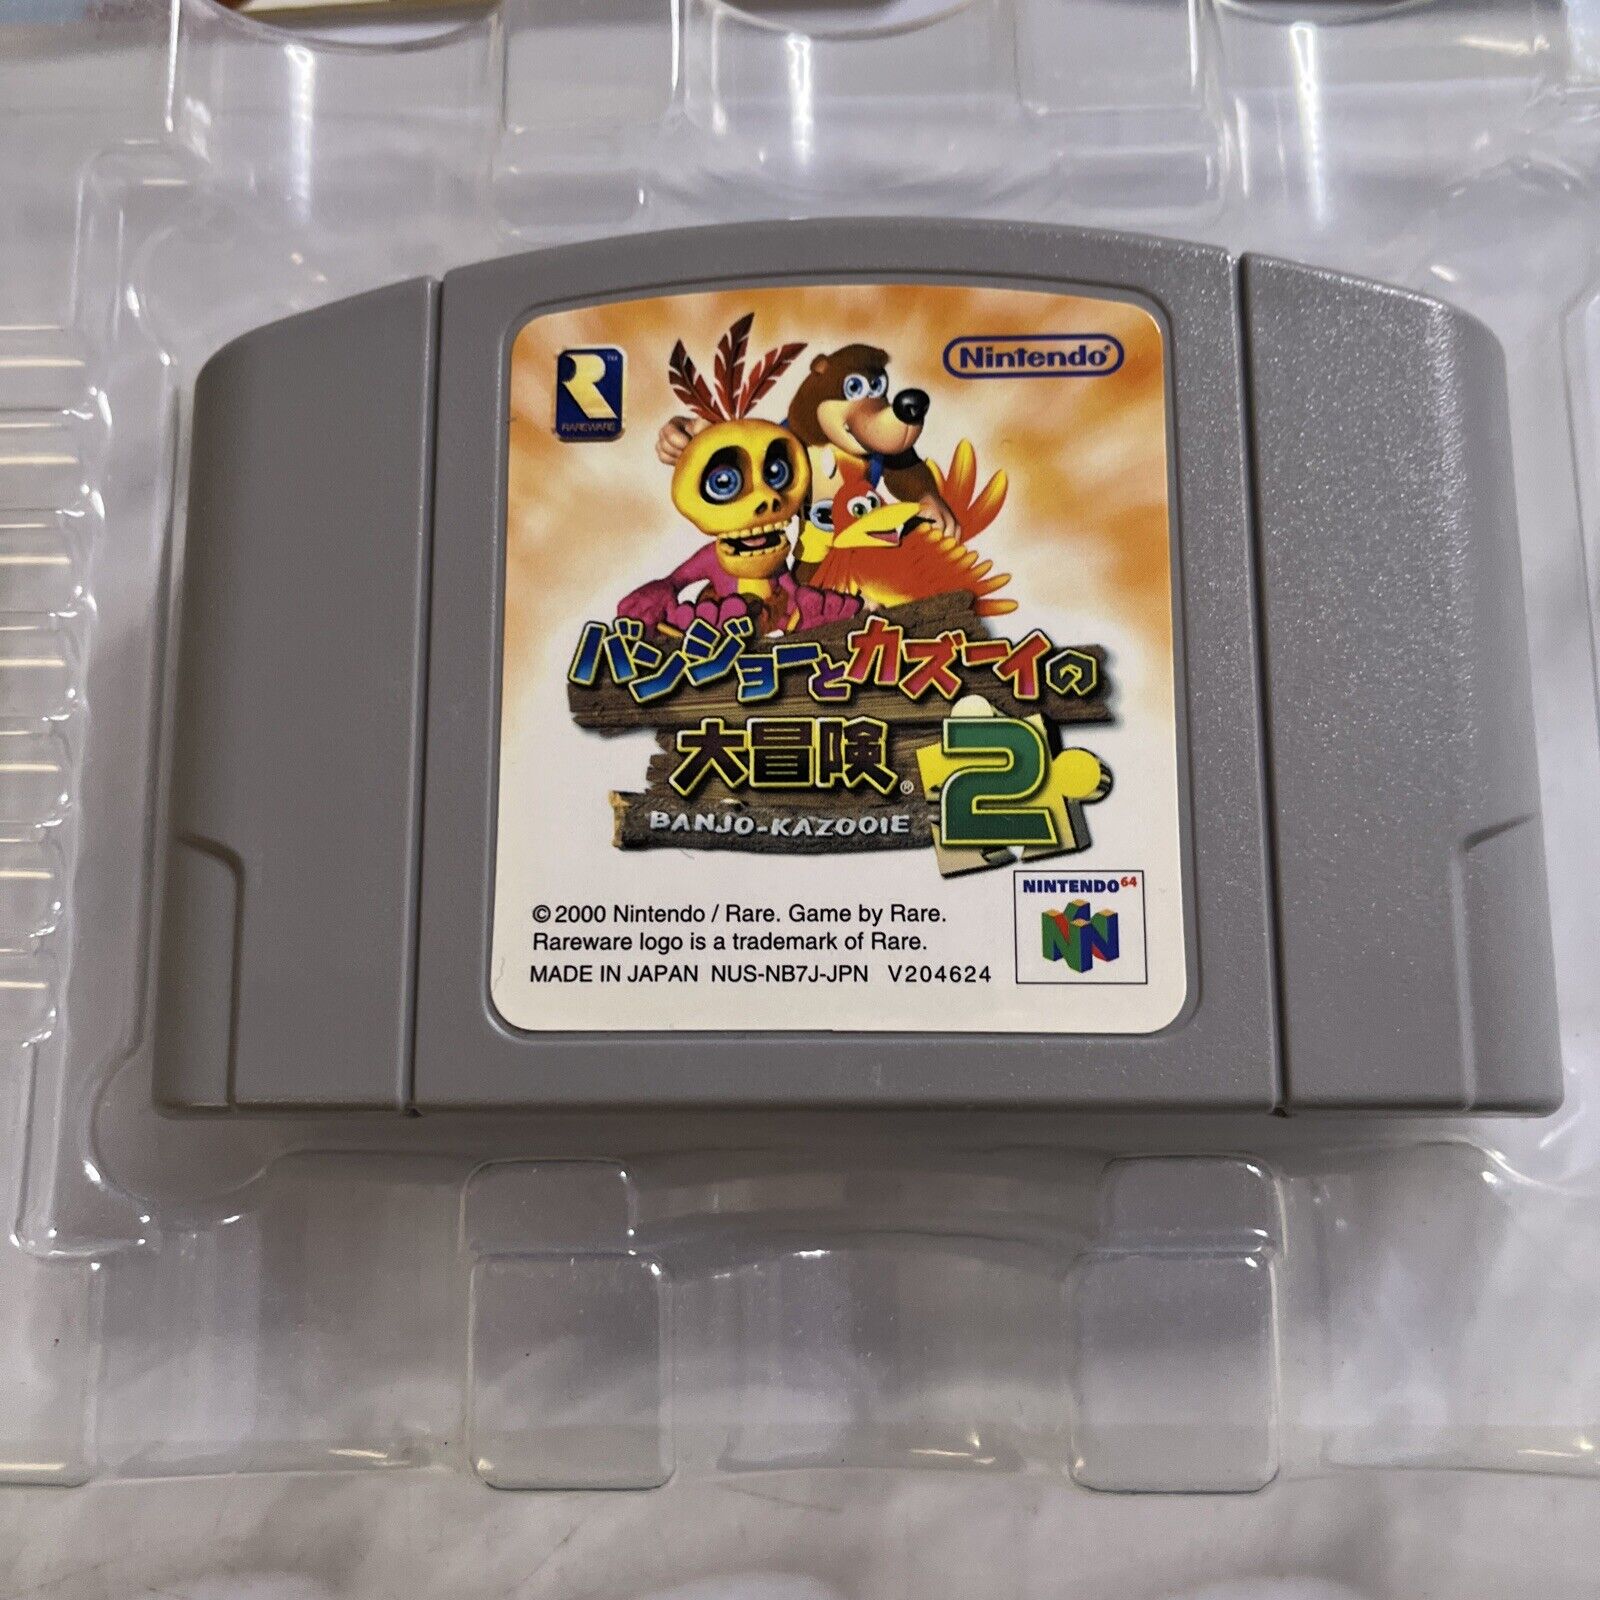 RAREWARE ™
Nintendo®
バンジョーとカズーイの
大冒険® 2
BANJO-KAZOOIE
NINTENDO64
© 2000 Nintendo / Rare. Game by Rare.
Rareware logo is a trademark of Rare.
MADE IN JAPAN NUS-NB7J-JPN V204624